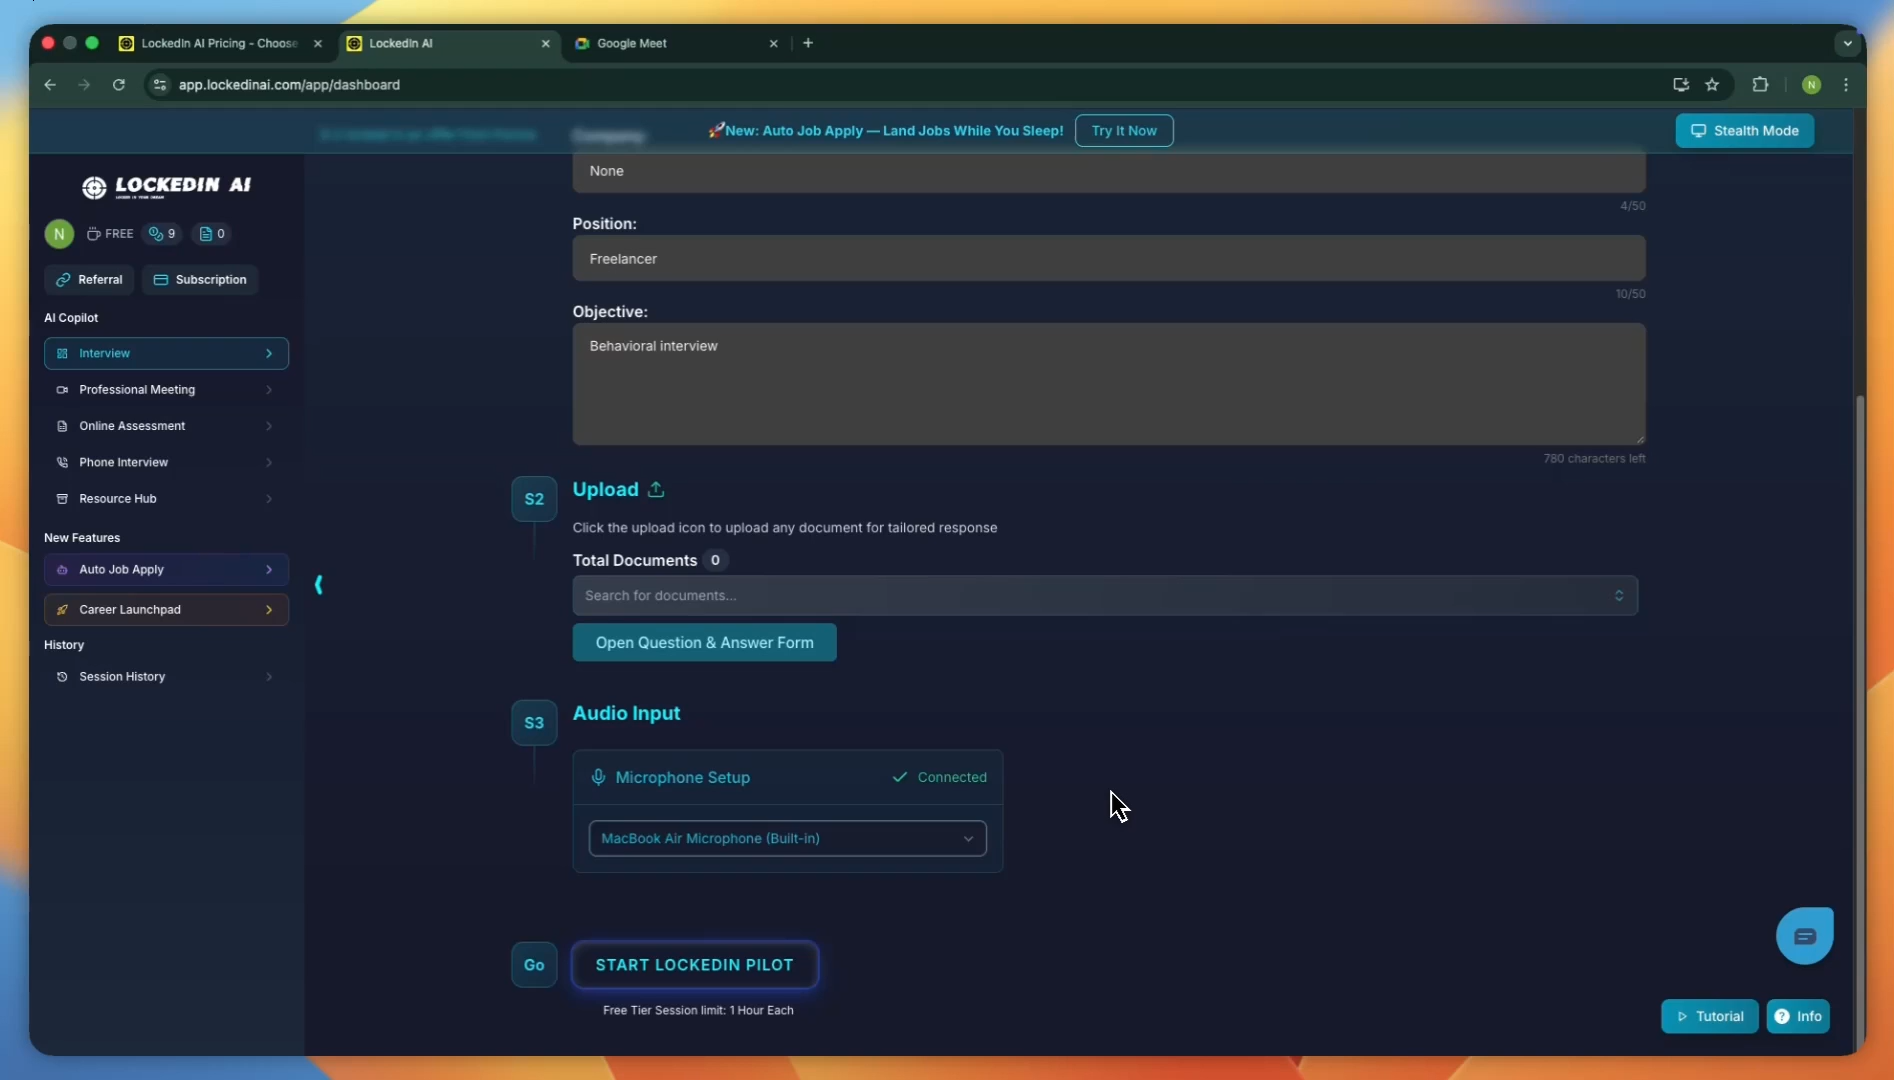 LockedIn AI Pricing - Choose
LockedIn AI
Google Meet
app.lockedinai.com/app/dashboard
🚀New: Auto Job Apply — Land Jobs While You Sleep!
Try It Now
Stealth Mode
LOCKEDIN AI
N
FREE
9
0
Referral
Subscription
AI Copilot
Interview
Professional Meeting
Online Assessment
Phone Interview
Resource Hub
New Features
Auto Job Apply
Career Launchpad
History
Session History
Company:
None
4/50
Position:
Freelancer
10/50
Objective:
Behavioral interview
780 characters left
S2
Upload
Click the upload icon to upload any document for tailored response
Total Documents 0
Search for documents...
Open Question & Answer Form
S3
Audio Input
Microphone Setup
Connected
MacBook Air Microphone (Built-in)
Go
START LOCKEDIN PILOT
Free Tier Session limit: 1 Hour Each
Tutorial
Info
N